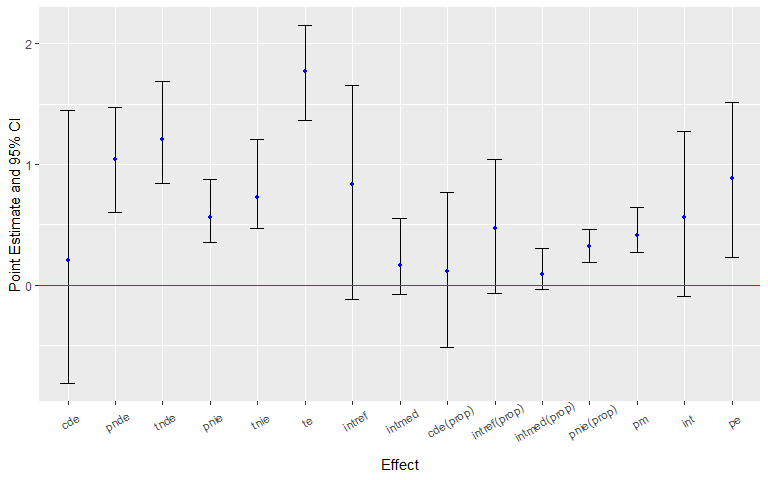 Point Estimate and 95% CI
2
1
0
cde
pnde
tnde
pnie
tnie
te
intref
intmed
cde(prop)
intref(prop)
intmed(prop)
pnie(prop)
pm
int
pe
Effect